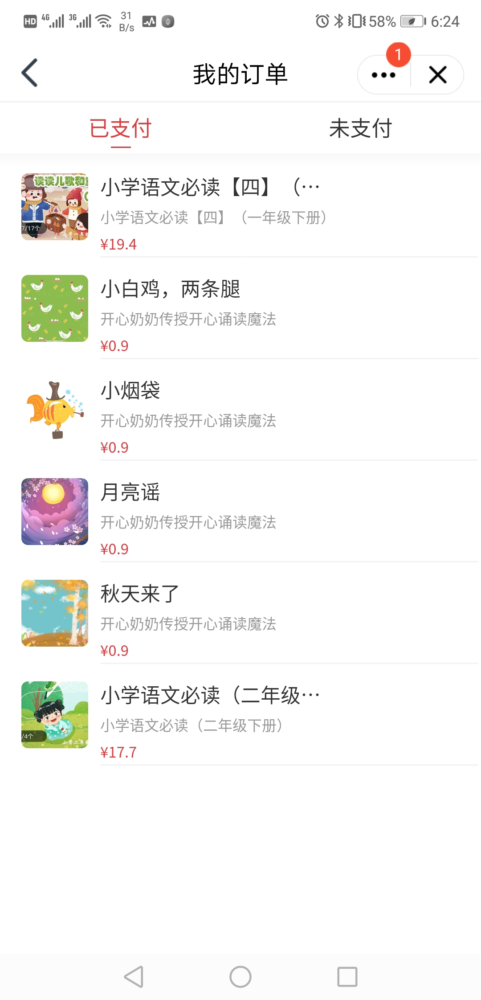 HD 4G 3G 31 B/s 58% 6:24
1
我的订单
已支付 未支付
读读儿歌和
7/17个
小学语文必读【四】（…
小学语文必读【四】（一年级下册）
¥19.4
小白鸡，两条腿
开心奶奶传授开心诵读魔法
¥0.9
小烟袋
开心奶奶传授开心诵读魔法
¥0.9
月亮谣
开心奶奶传授开心诵读魔法
¥0.9
秋天来了
开心奶奶传授开心诵读魔法
¥0.9
小学语文必读（二年级…
/4个
小学语文必读（二年级下册）
¥17.7